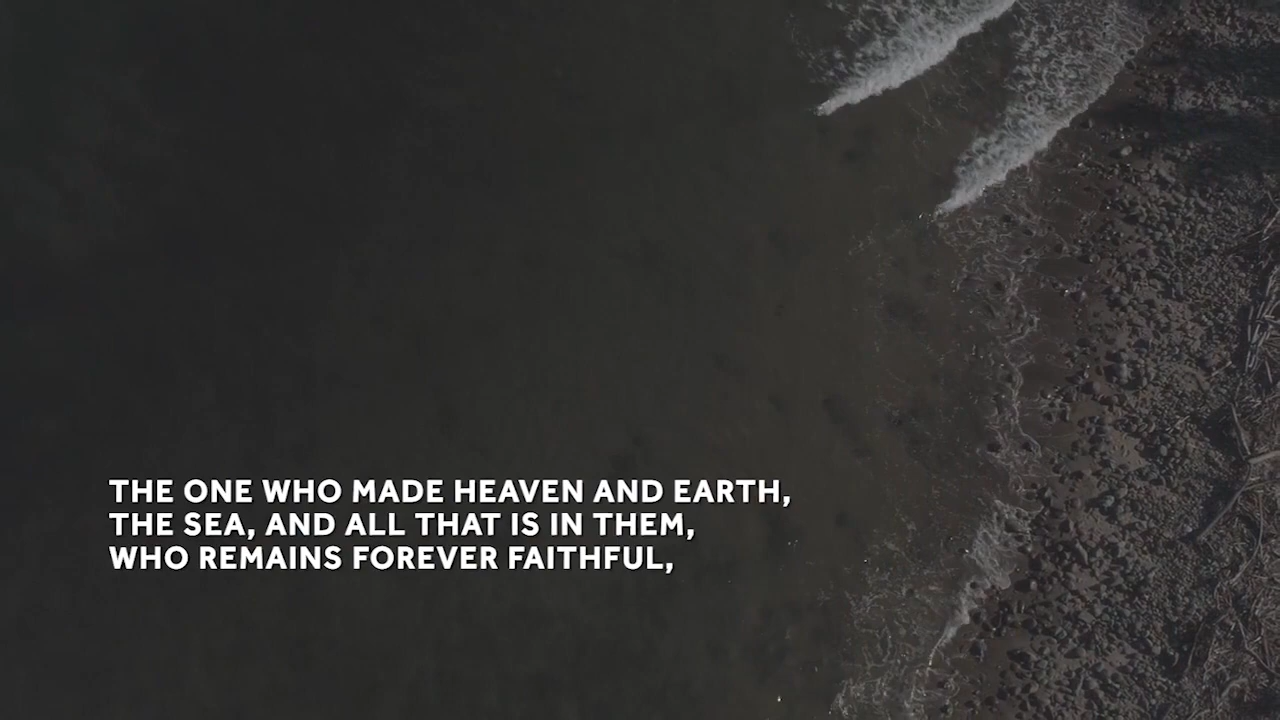 THE ONE WHO MADE HEAVEN AND EARTH,
THE SEA, AND ALL THAT IS IN THEM,
WHO REMAINS FOREVER FAITHFUL,